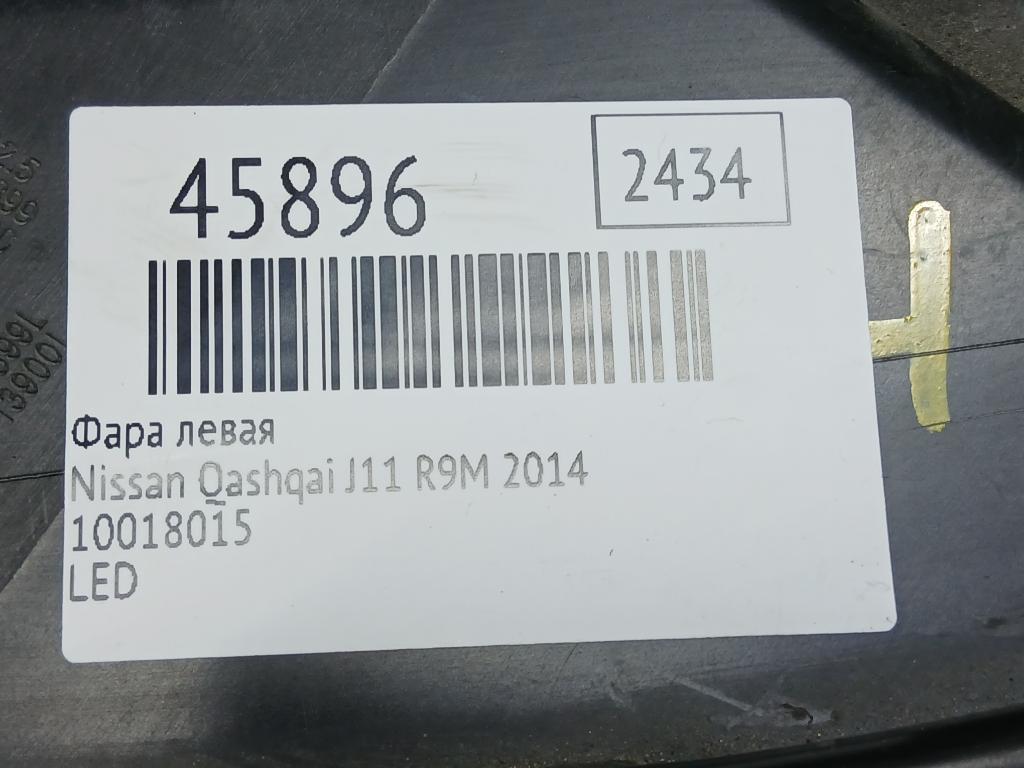 45896
2434
Фара левая
Nissan Qashqai J11 R9M 2014
10018015
LED